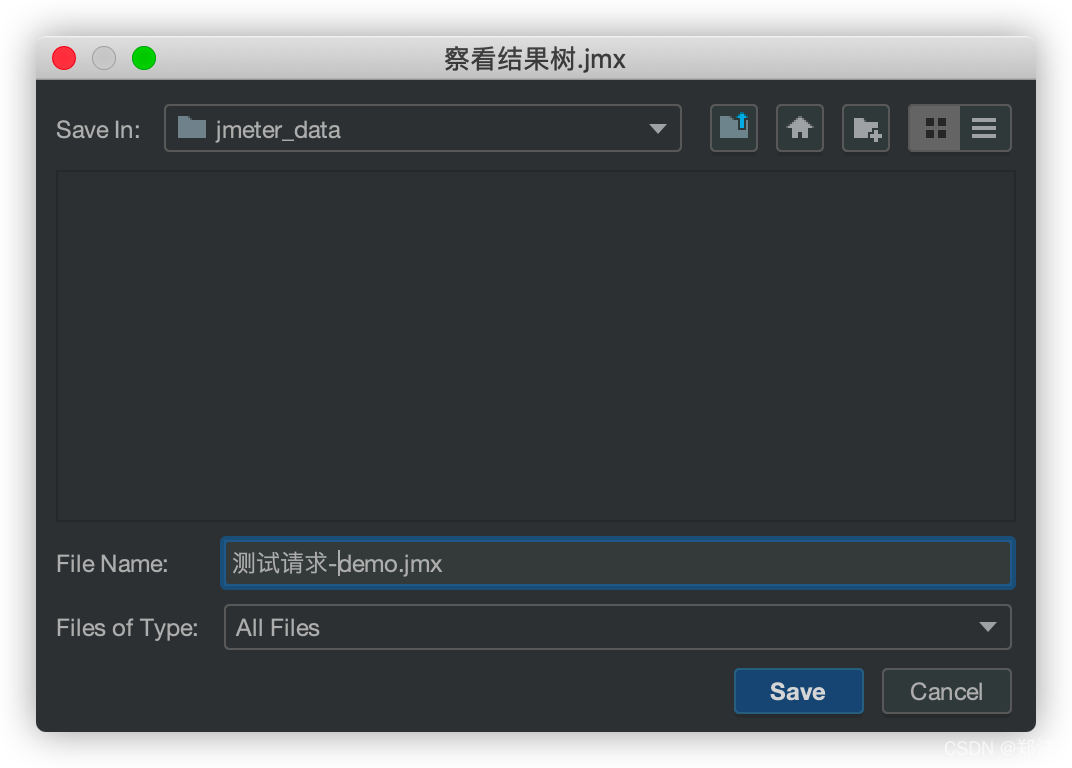 察看结果树.jmx
Save In: jmeter_data
File Name: 测试请求-demo.jmx
Files of Type: All Files
Save Cancel
CSDN @郑